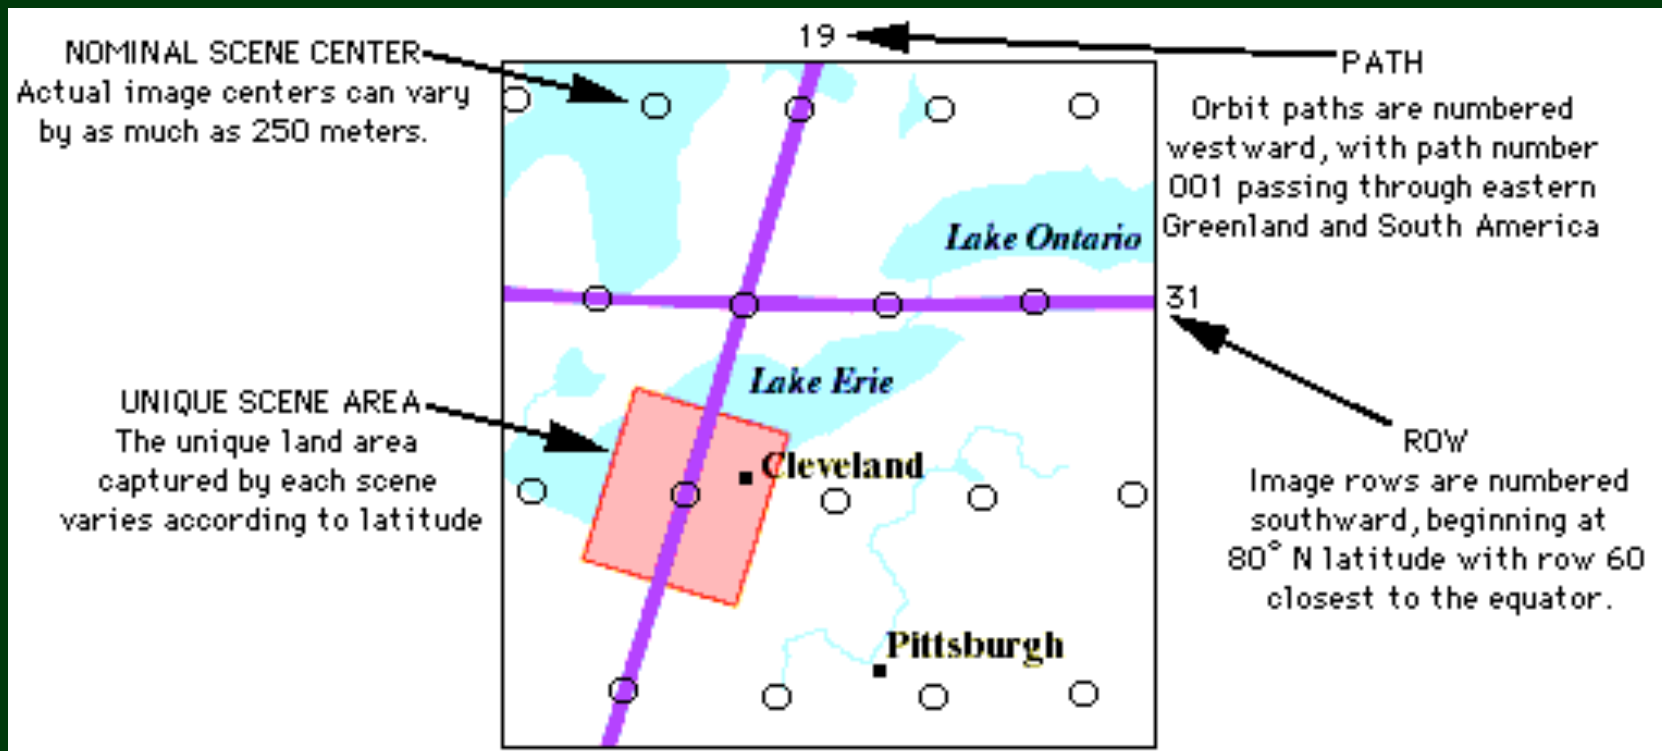 19
NOMINAL SCENE CENTER
Actual image centers can vary
by as much as 250 meters.
PATH
Orbit paths are numbered
westward, with path number
001 passing through eastern
Greenland and South America
Lake Ontario
31
Lake Erie
UNIQUE SCENE AREA
The unique land area
captured by each scene
varies according to latitude
Cleveland
ROW
Image rows are numbered
southward, beginning at
80° N latitude with row 60
closest to the equator.
Pittsburgh